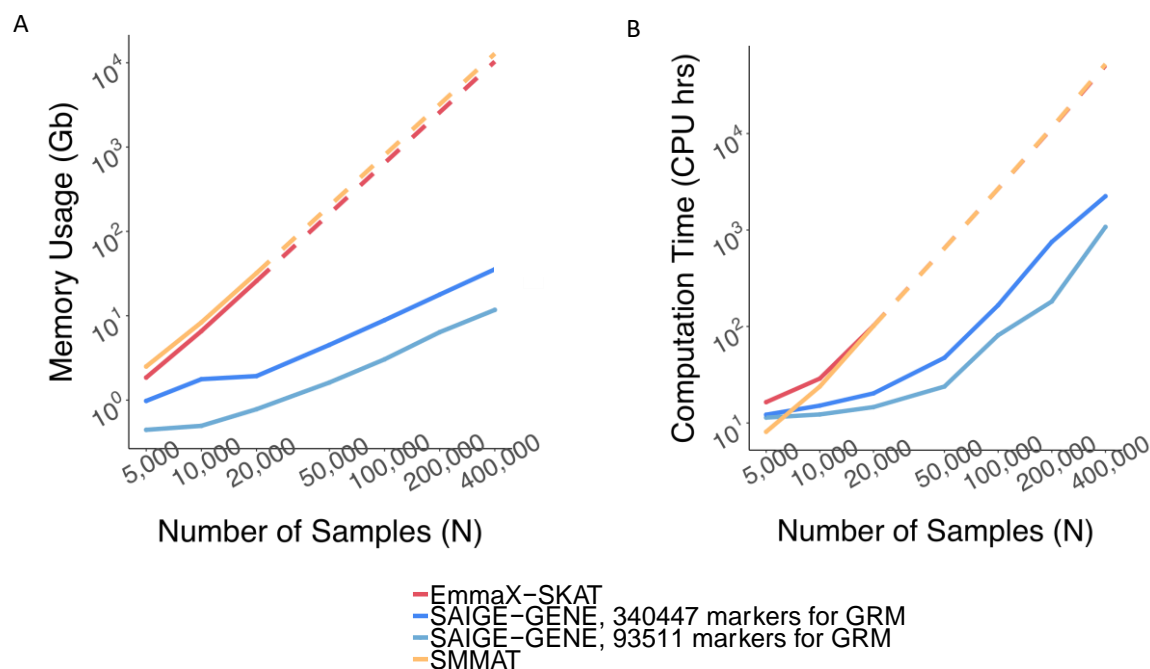 A
B
Memory Usage (Gb)
10^4
10^3
10^2
10^1
10^0
5,000
10,000
20,000
50,000
100,000
200,000
400,000
Number of Samples (N)
Computation Time (CPU hrs)
10^4
10^3
10^2
10^1
5,000
10,000
20,000
50,000
100,000
200,000
400,000
Number of Samples (N)
EmmaX−SKAT
SAIGE−GENE, 340447 markers for GRM
SAIGE−GENE, 93511 markers for GRM
SMMAT